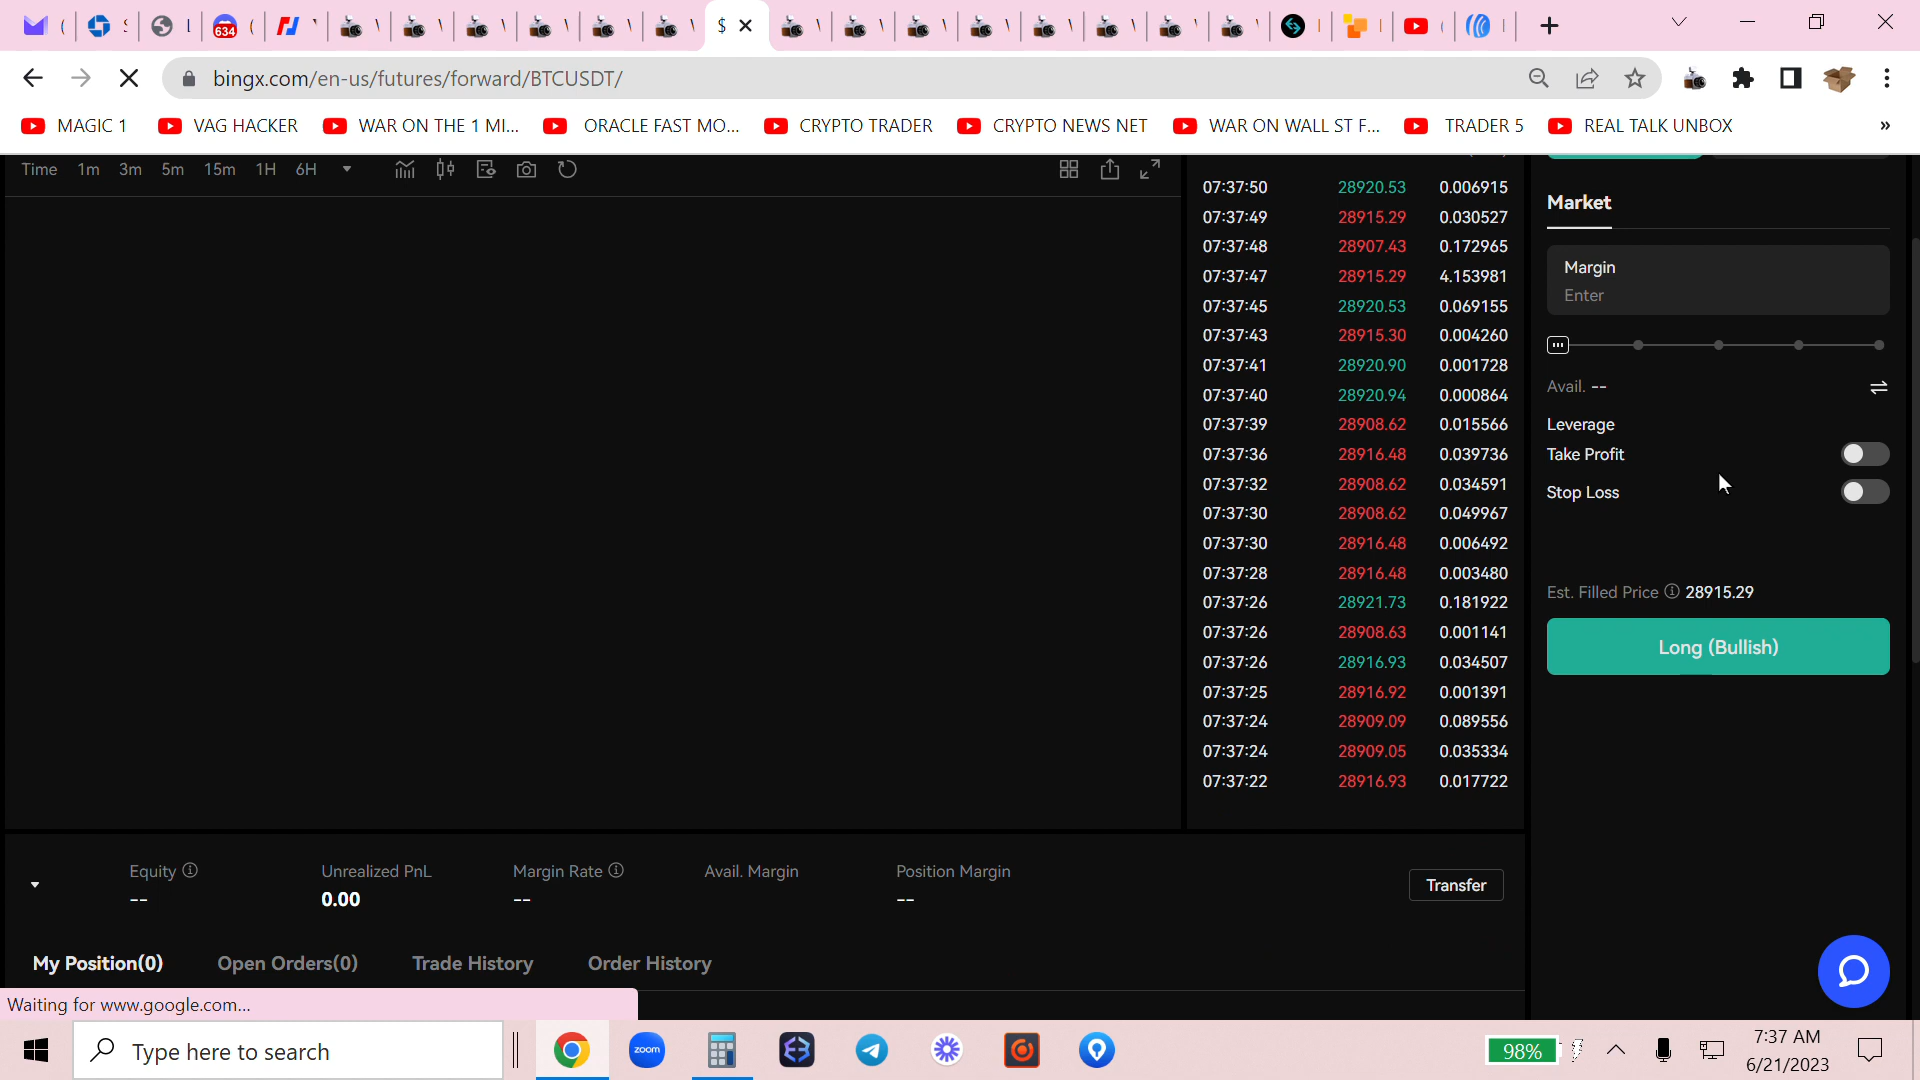 634
$
bingx.com/en-us/futures/forward/BTCUSDT/
MAGIC 1
VAG HACKER
WAR ON THE 1 MI...
ORACLE FAST MO...
CRYPTO TRADER
CRYPTO NEWS NET
WAR ON WALL ST F...
TRADER 5
REAL TALK UNBOX
»
Time 1m 3m 5m 15m 1H 6H
07:37:50 28920.53 0.006915
07:37:49 28915.29 0.030527
07:37:48 28907.43 0.172965
07:37:47 28915.29 4.153981
07:37:45 28920.53 0.069155
07:37:43 28915.30 0.004260
07:37:41 28920.90 0.001728
07:37:40 28920.94 0.000864
07:37:39 28908.62 0.015566
07:37:36 28916.48 0.039736
07:37:32 28908.62 0.034591
07:37:30 28908.62 0.049967
07:37:30 28916.48 0.006492
07:37:28 28916.48 0.003480
07:37:26 28921.73 0.181922
07:37:26 28908.63 0.001141
07:37:26 28916.93 0.034507
07:37:25 28916.92 0.001391
07:37:24 28909.09 0.089556
07:37:24 28909.05 0.035334
07:37:22 28916.93 0.017722
Market
Margin
Enter
Avail. --
Leverage
Take Profit
Stop Loss
Est. Filled Price 28915.29
Long (Bullish)
Equity Unrealized PnL Margin Rate Avail. Margin Position Margin
-- 0.00 -- --
Transfer
My Position(0) Open Orders(0) Trade History Order History
Waiting for www.google.com...
Type here to search
zoom
98%
7:37 AM
6/21/2023